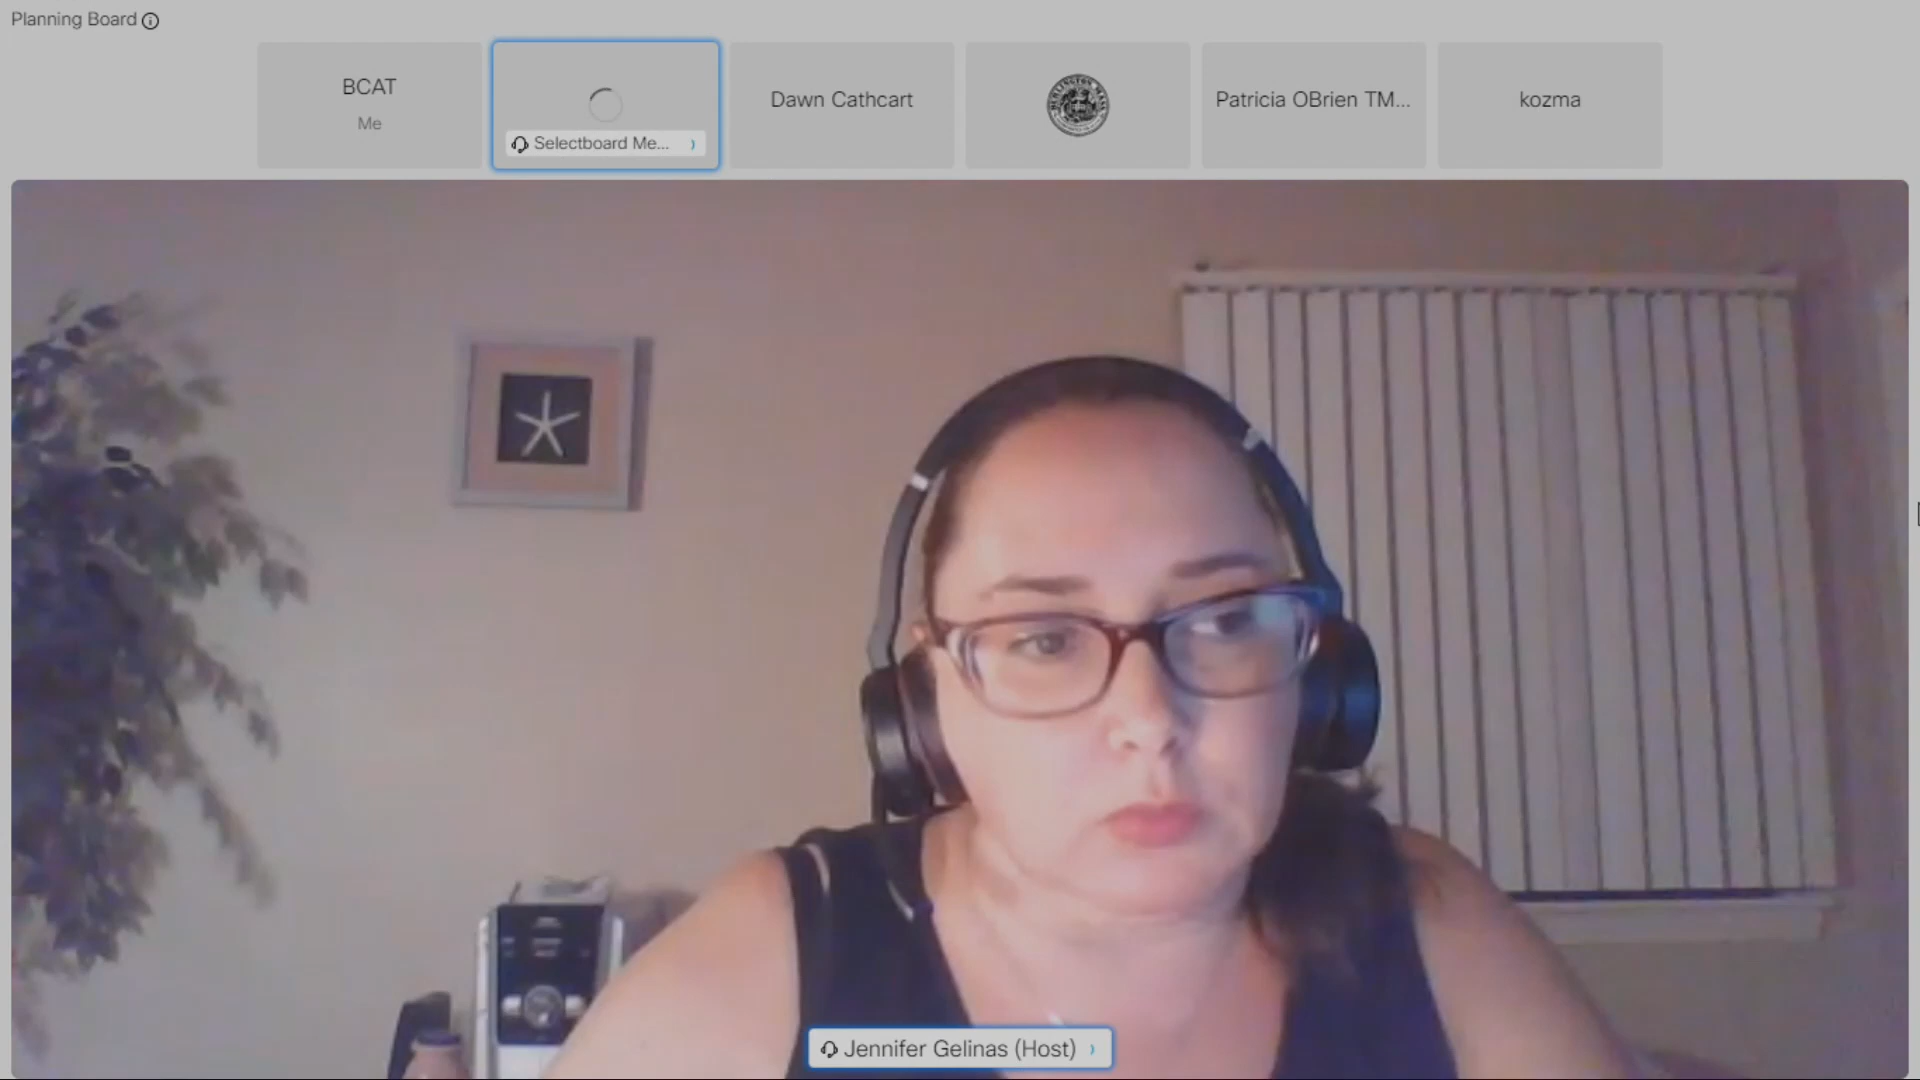 Planning Board
BCAT
Me
Selectboard Me...
Dawn Cathcart
Patricia OBrien TM...
kozma
Jennifer Gelinas (Host)